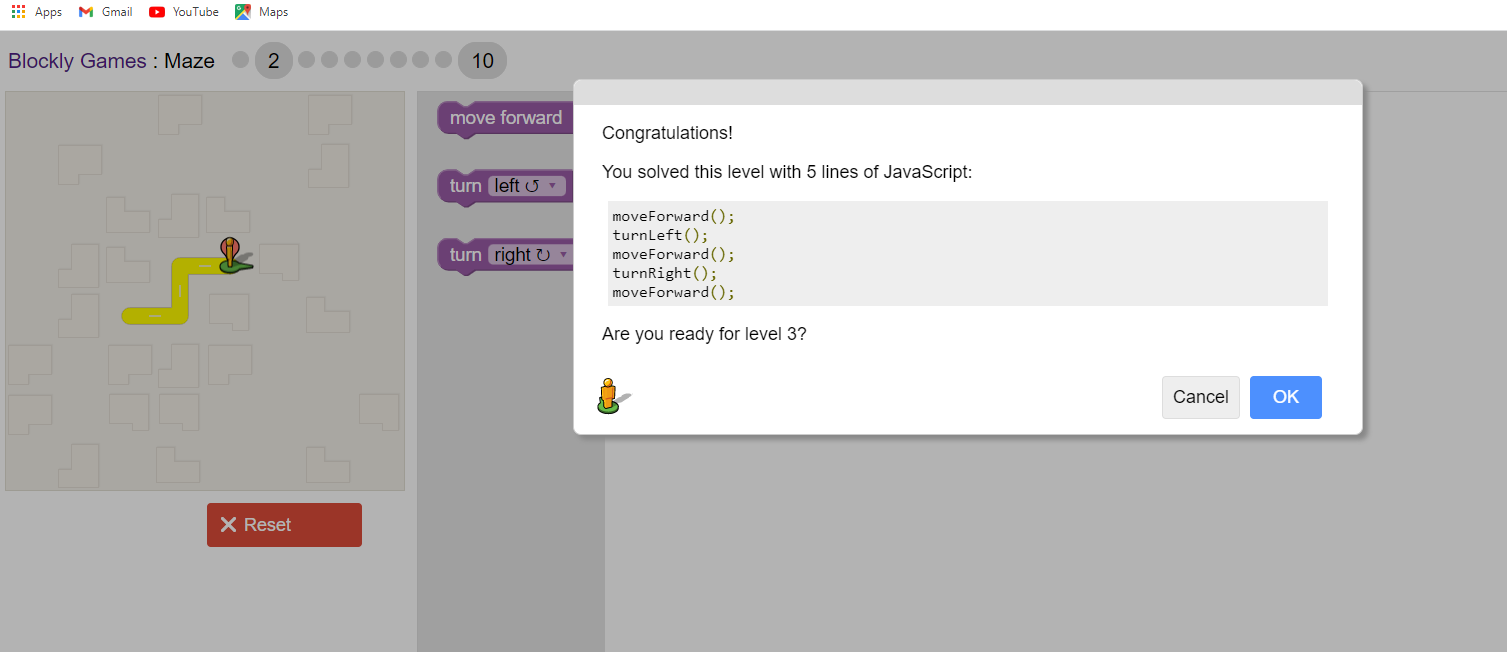 Apps Gmail YouTube Maps
Blockly Games : Maze 2 10
move forward
turn left ↺ ▾
turn right ↻ ▾
Congratulations!
You solved this level with 5 lines of JavaScript:
moveForward();
turnLeft();
moveForward();
turnRight();
moveForward();
Are you ready for level 3?
Cancel OK
Reset